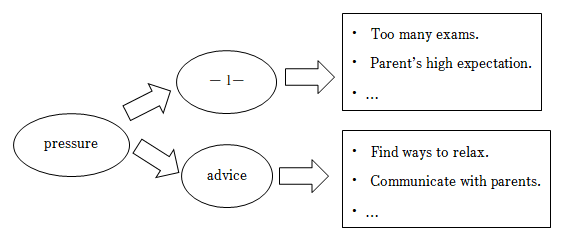 pressure
— 1—
• Too many exams.
• Parent's high expectation.
• ...
advice
• Find ways to relax.
• Communicate with parents.
• ...